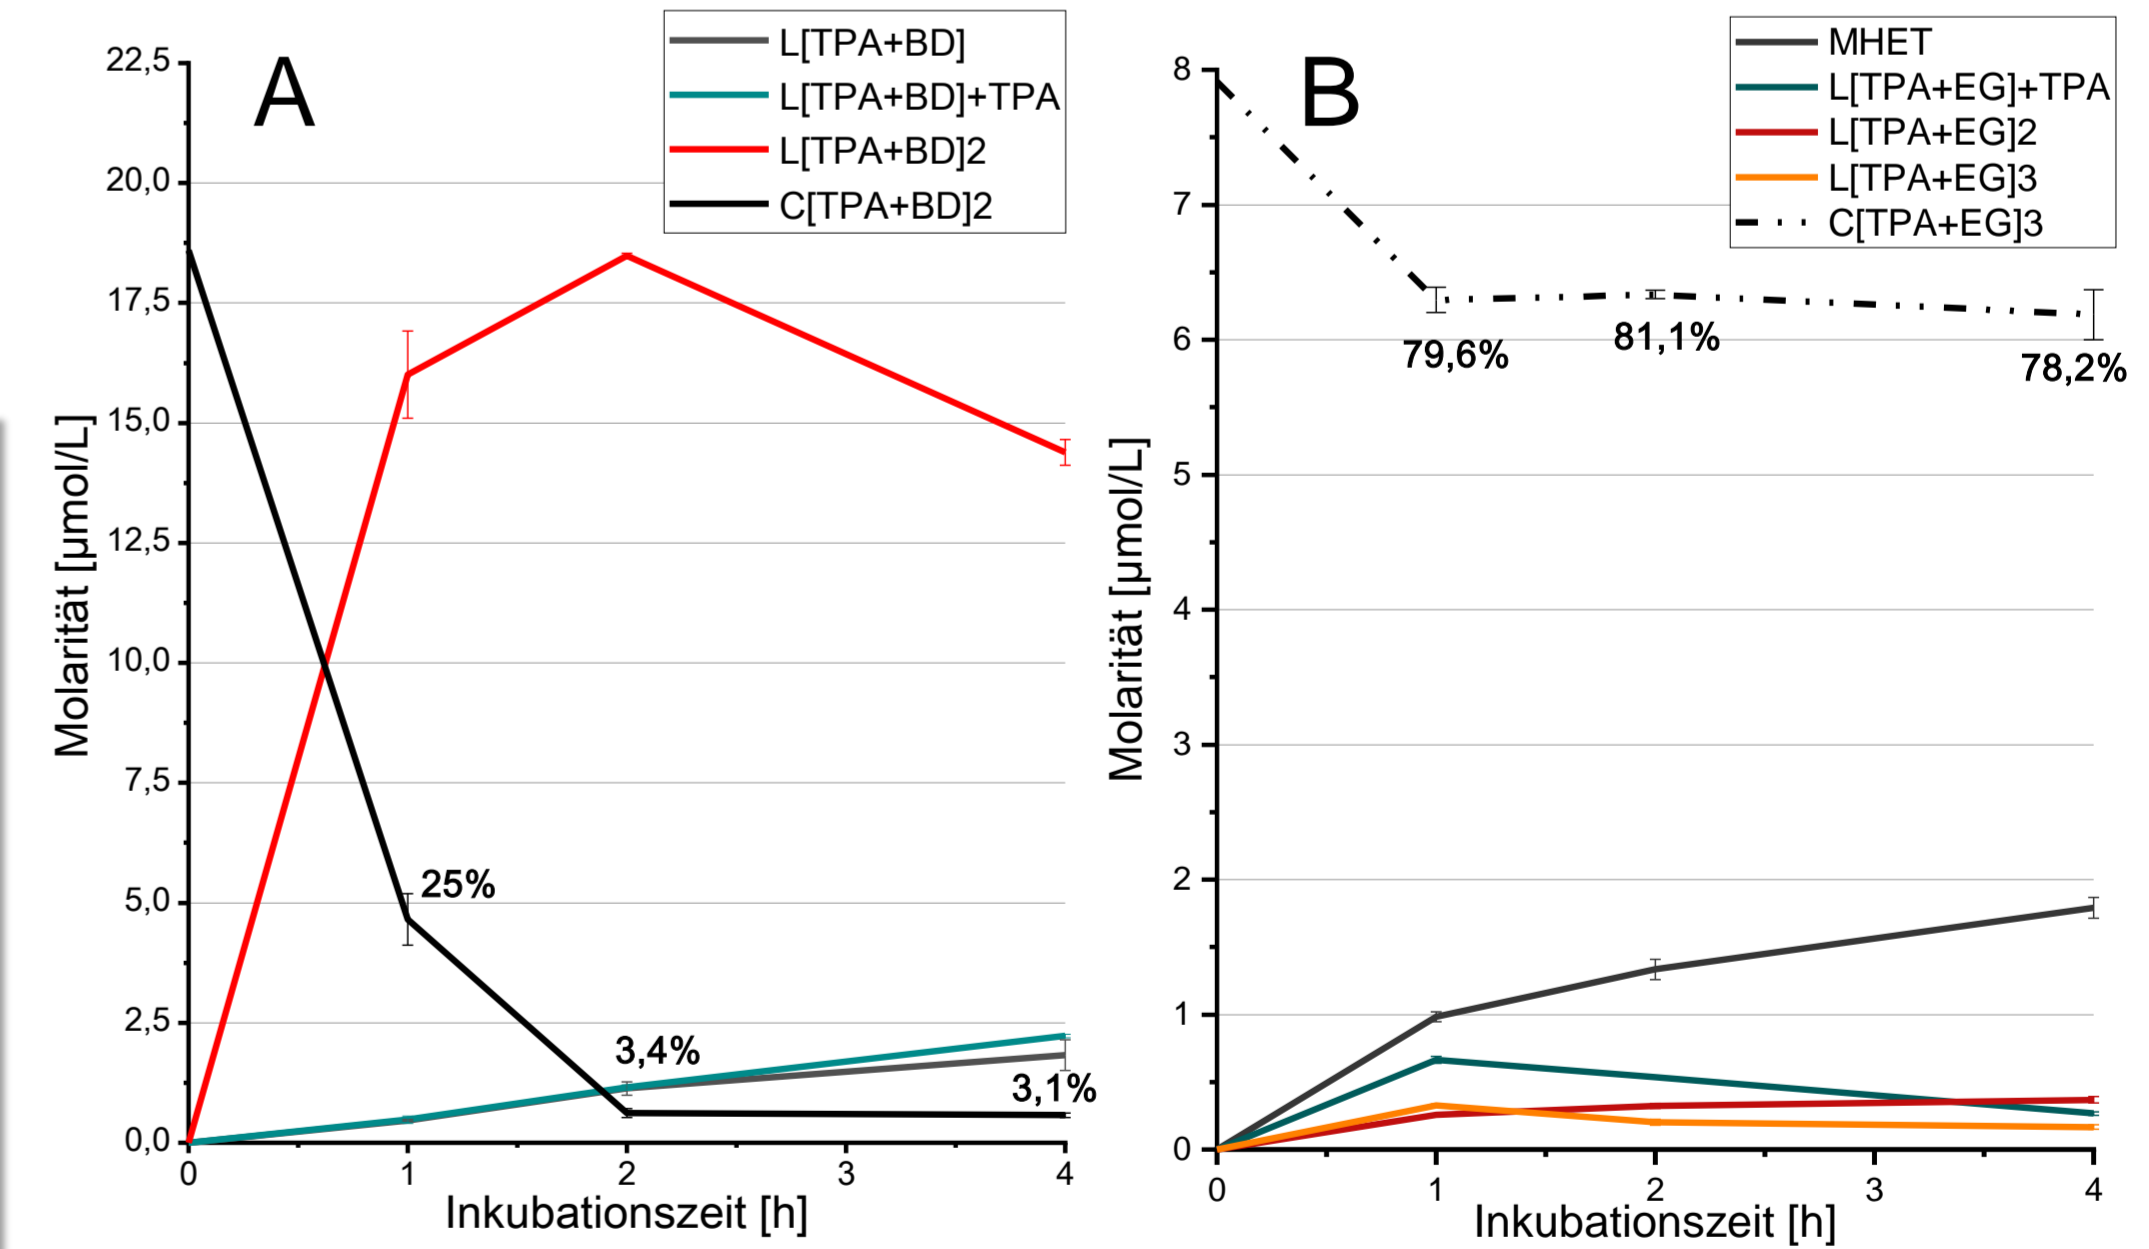 A
L[TPA+BD]
L[TPA+BD]+TPA
L[TPA+BD]2
C[TPA+BD]2
22,5
20,0
17,5
15,0
12,5
10,0
7,5
5,0
2,5
0,0
Molarität [µmol/L]
25%
3,4%
3,1%
0 1 2 3 4
Inkubationszeit [h]
B
MHET
L[TPA+EG]+TPA
L[TPA+EG]2
L[TPA+EG]3
C[TPA+EG]3
8
7
6
5
4
3
2
1
0
Molarität [µmol/L]
79,6%
81,1%
78,2%
0 1 2 3 4
Inkubationszeit [h]